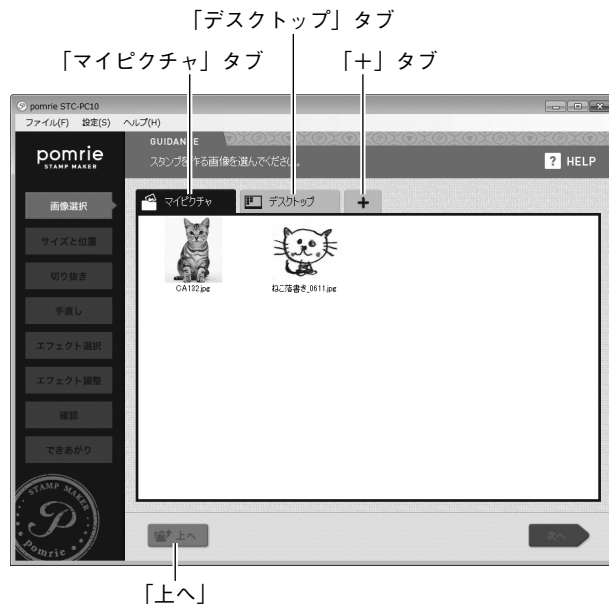 「デスクトップ」タブ
「マイピクチャ」タブ 「＋」タブ
pomrie STC-PC10
ファイル(F) 設定(S) ヘルプ(H)
pomrie
STAMP MAKER
GUIDANCE
スタンプを作る画像を選んでください。
? HELP
画像選択
サイズと位置
切り抜き
手直し
エフェクト選択
エフェクト調整
確認
できあがり
マイピクチャ デスクトップ +
CA132.jpg ねこ落書き_0611.jpg
STAMP MAKER
P
Pomrie
上へ 次へ
「上へ」